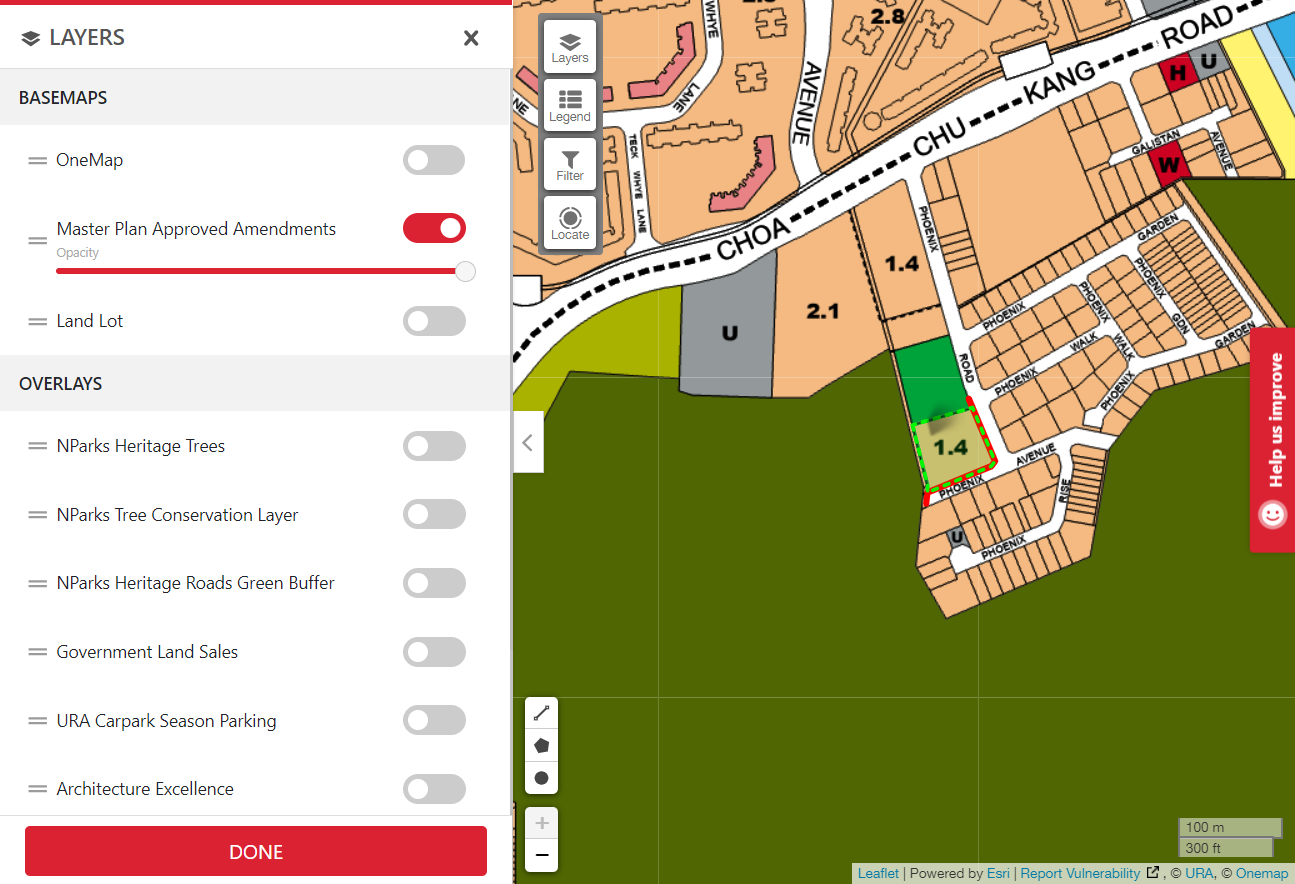 LAYERS
BASEMAPS
OneMap
Master Plan Approved Amendments
Opacity
Land Lot
OVERLAYS
NParks Heritage Trees
NParks Tree Conservation Layer
NParks Heritage Roads Green Buffer
Government Land Sales
URA Carpark Season Parking
Architecture Excellence
DONE
Layers
Legend
Filter
Locate
WHYE
LANE
TECK
WHYE
LANE
AVENUE
2.8
CHOA
CHU
KANG
ROAD
H
U
GALISTAN
AVENUE
W
PHOENIX
ROAD
1.4
2.1
U
1.4
PHOENIX
GARDEN
PHOENIX
GDN
GARDEN
PHOENIX
WALK
PHOENIX
WALK
PHOENIX
PHOENIX
AVENUE
RISE
PHOENIX
U
Help us improve
100 m
300 ft
Leaflet | Powered by Esri | Report Vulnerability , © URA, © Onemap